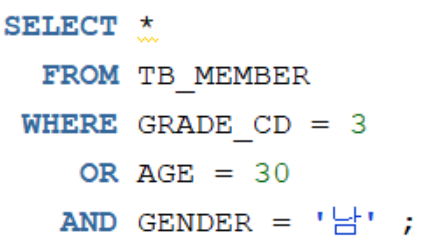 SELECT *
FROM TB_MEMBER
WHERE GRADE_CD = 3
OR AGE = 30
AND GENDER = '남' ;